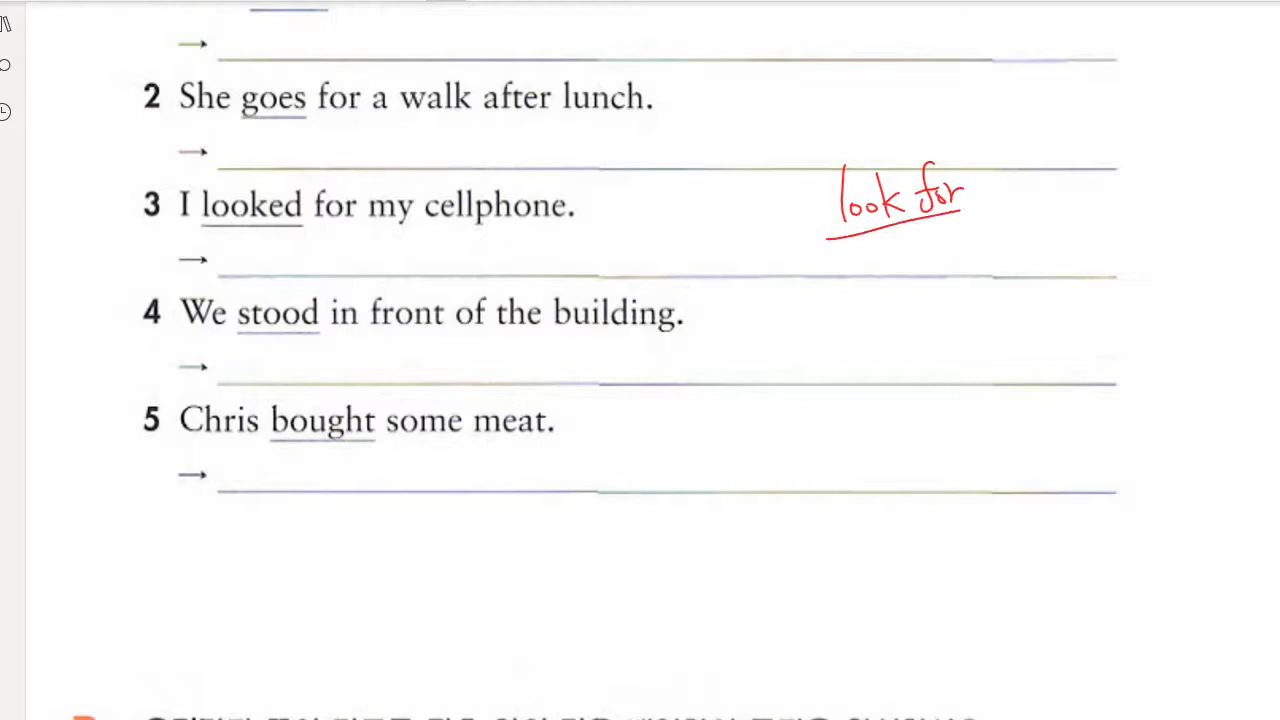 2 She goes for a walk after lunch.
→
look for
3 I looked for my cellphone.
→
4 We stood in front of the building.
→
5 Chris bought some meat.
→